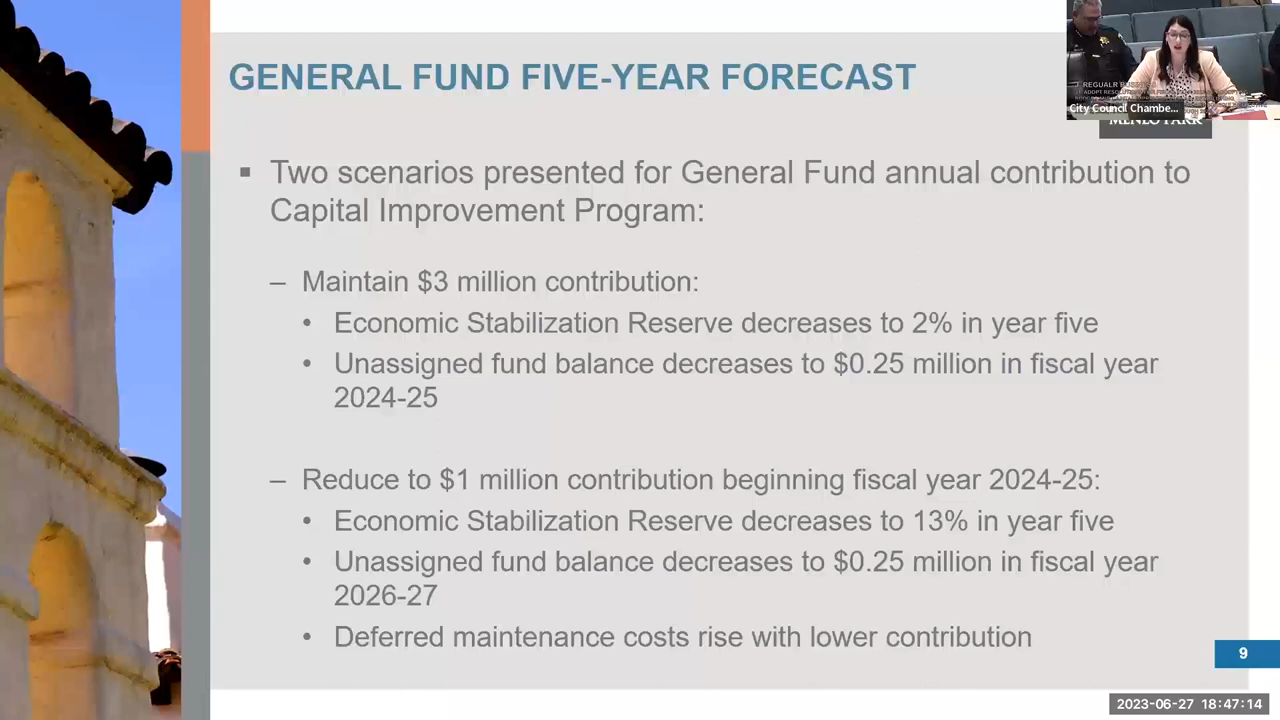 GENERAL FUND FIVE-YEAR FORECAST
City Council Chambe...
MENLO PARK
▪ Two scenarios presented for General Fund annual contribution to
Capital Improvement Program:
– Maintain $3 million contribution:
• Economic Stabilization Reserve decreases to 2% in year five
• Unassigned fund balance decreases to $0.25 million in fiscal year
2024-25
– Reduce to $1 million contribution beginning fiscal year 2024-25:
• Economic Stabilization Reserve decreases to 13% in year five
• Unassigned fund balance decreases to $0.25 million in fiscal year
2026-27
• Deferred maintenance costs rise with lower contribution
9
2023-06-27 18:47:14